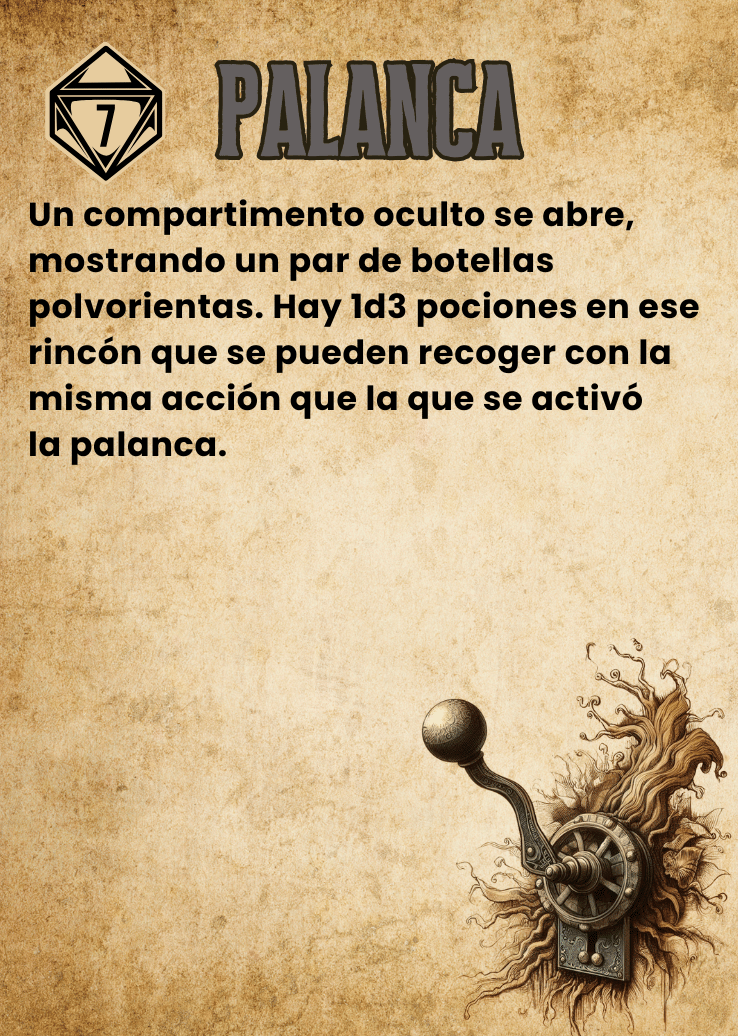 7
PALANCA
Un compartimento oculto se abre,
mostrando un par de botellas
polvorientas. Hay 1d3 pociones en ese
rincón que se pueden recoger con la
misma acción que la que se activó
la palanca.